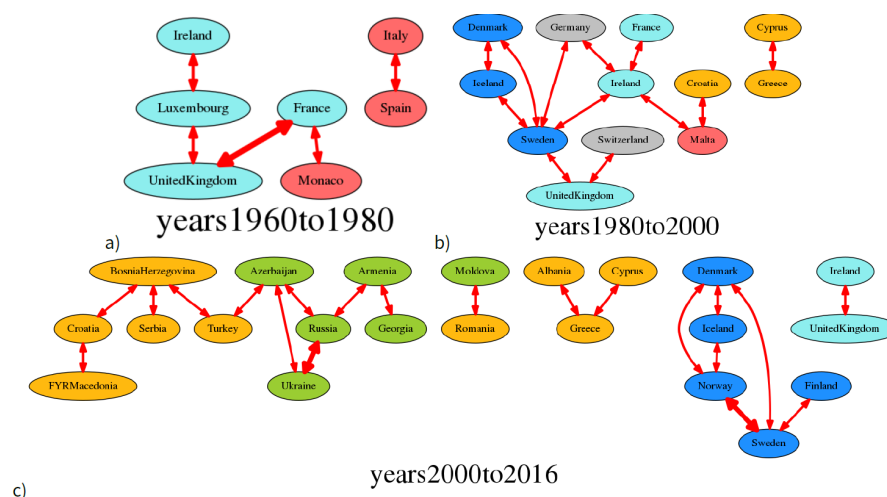 Ireland
Italy
Luxembourg
France
Spain
UnitedKingdom
Monaco
years1960to1980
a)
Denmark
Germany
France
Cyprus
Iceland
Ireland
Croatia
Greece
Sweden
Switzerland
Malta
UnitedKingdom
years1980to2000
b)
BosniaHerzegovina
Azerbaijan
Armenia
Moldova
Albania
Cyprus
Denmark
Ireland
Croatia
Serbia
Turkey
Russia
Georgia
Romania
Greece
Iceland
UnitedKingdom
FYRMacedonia
Ukraine
Norway
Finland
Sweden
years2000to2016
c)